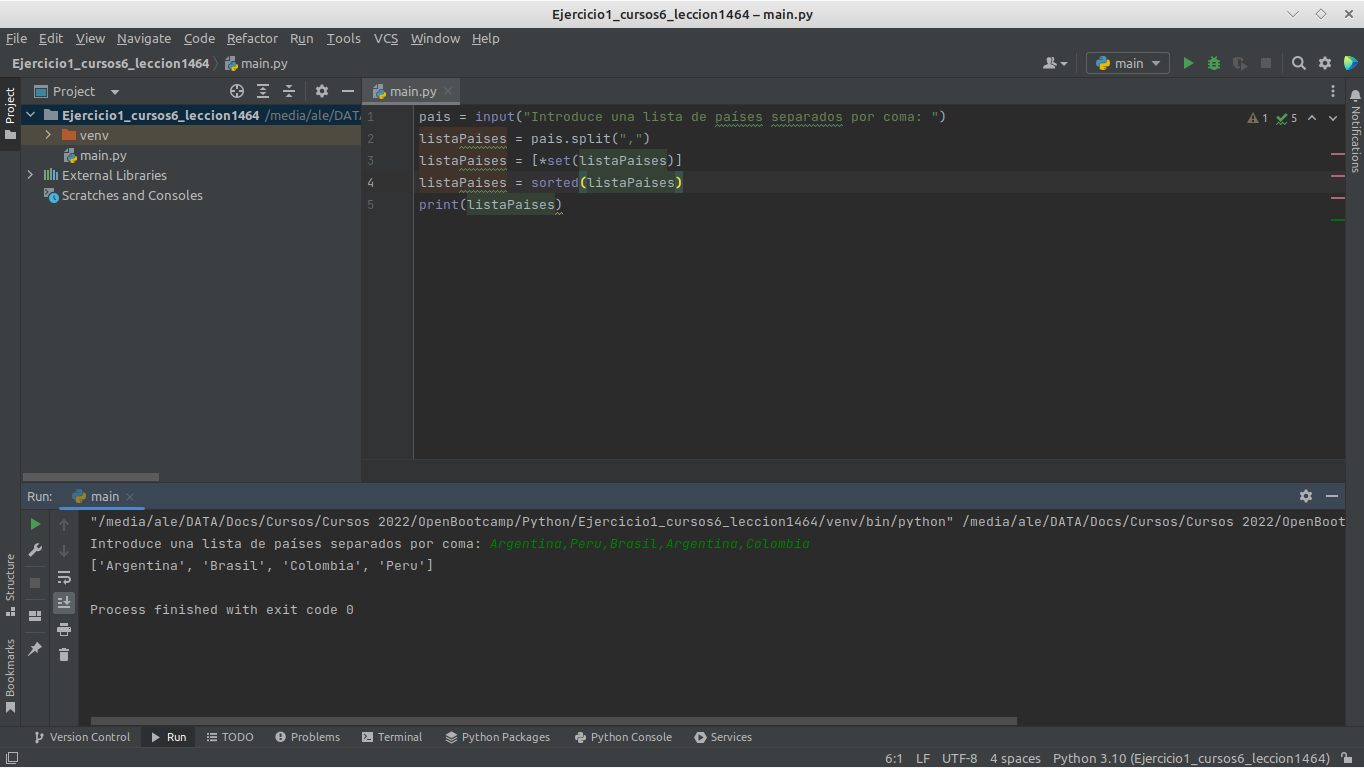 Ejercicio1_cursos6_leccion1464 – main.py
File Edit View Navigate Code Refactor Run Tools VCS Window Help
Ejercicio1_cursos6_leccion1464 main.py main
Project
Project
main.py
Ejercicio1_cursos6_leccion1464 /media/ale/DATA
venv
main.py
External Libraries
Scratches and Consoles
1 pais = input("Introduce una lista de países separados por coma: ")
2 listaPaises = pais.split(",")
3 listaPaises = [*set(listaPaises)]
4 listaPaises = sorted(listaPaises)
5 print(listaPaises)
1 5
Notifications
Run: main
"/media/ale/DATA/Docs/Cursos/Cursos 2022/OpenBootcamp/Python/Ejercicio1_cursos6_leccion1464/venv/bin/python" /media/ale/DATA/Docs/Cursos/Cursos 2022/OpenBoot
Introduce una lista de países separados por coma: Argentina,Peru,Brasil,Argentina,Colombia
['Argentina', 'Brasil', 'Colombia', 'Peru']
Process finished with exit code 0
Structure
Bookmarks
Version Control Run TODO Problems Terminal Python Packages Python Console Services
6:1 LF UTF-8 4 spaces Python 3.10 (Ejercicio1_cursos6_leccion1464)